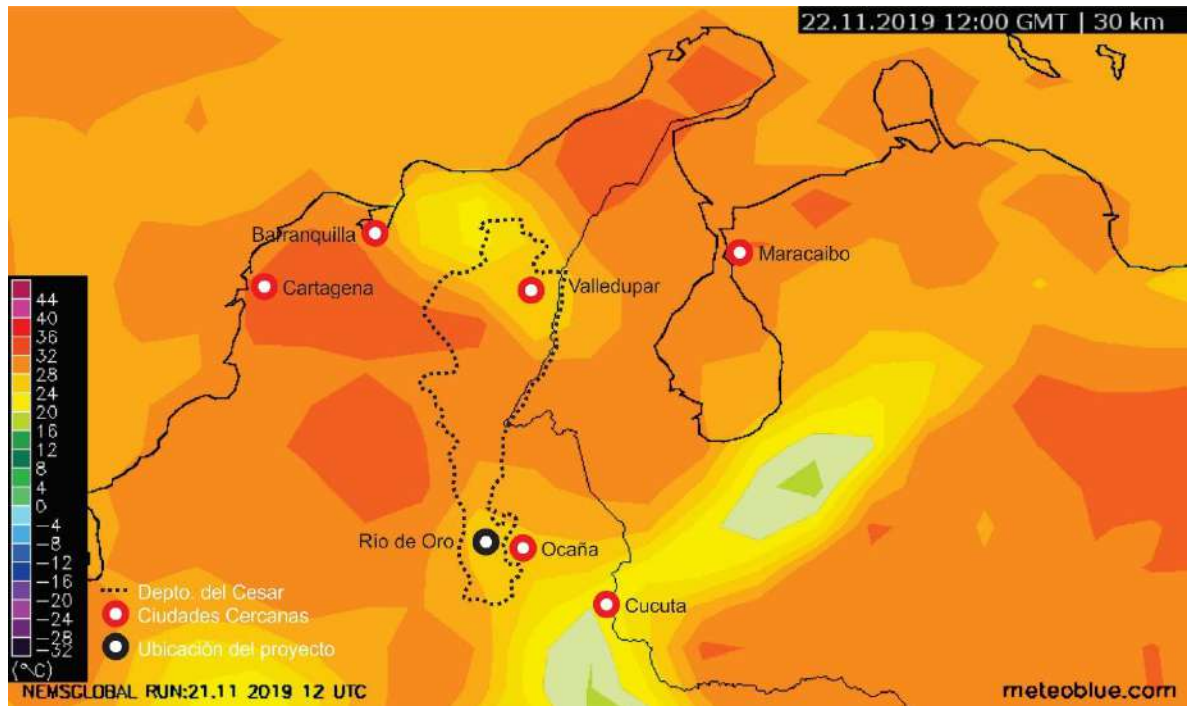 22.11.2019 12:00 GMT | 30 km
Barranquilla
Cartagena
Valledupar
Maracaibo
Río de Oro
Ocaña
Cucuta
44
40
36
32
28
24
20
16
12
8
4
0
-4
-8
-12
-16
-20
-24
-28
-32
(°C)
Depto. del Cesar
Ciudades Cercanas
Ubicación del proyecto
NEMSGLOBAL RUN:21.11 2019 12 UTC
meteoblue.com